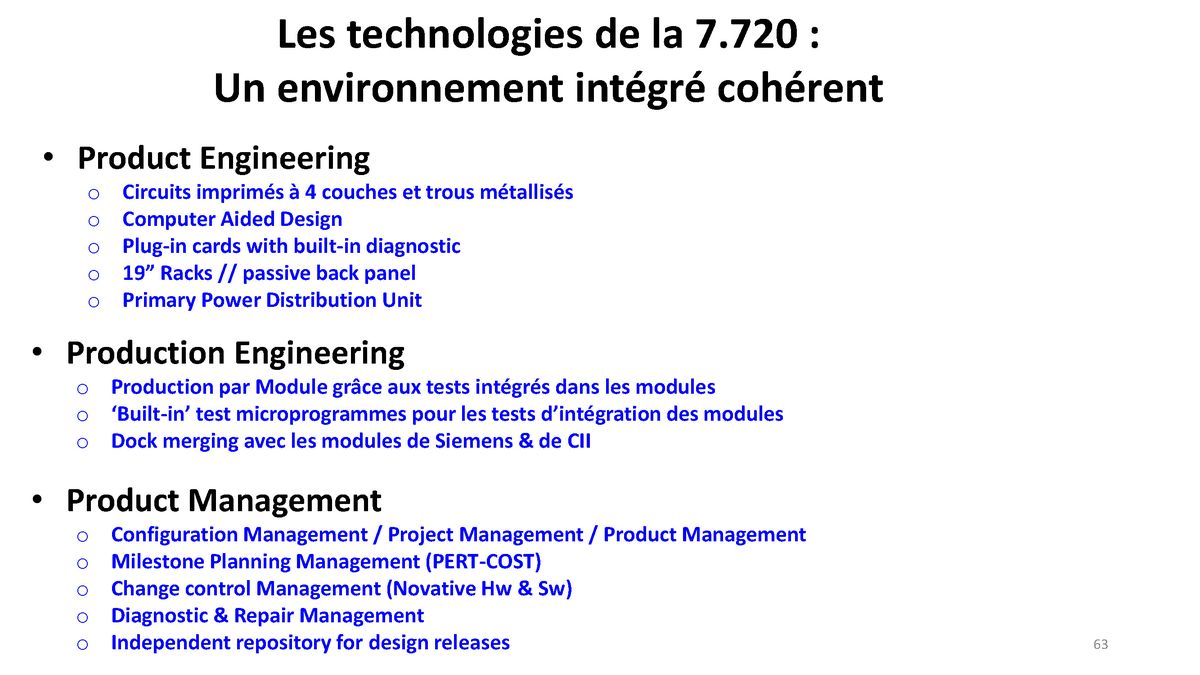 Les technologies de la 7.720 :
Un environnement intégré cohérent
• Product Engineering
o Circuits imprimés à 4 couches et trous métallisés
o Computer Aided Design
o Plug-in cards with built-in diagnostic
o 19” Racks // passive back panel
o Primary Power Distribution Unit
• Production Engineering
o Production par Module grâce aux tests intégrés dans les modules
o ‘Built-in’ test microprogrammes pour les tests d’intégration des modules
o Dock merging avec les modules de Siemens & de CII
• Product Management
o Configuration Management / Project Management / Product Management
o Milestone Planning Management (PERT-COST)
o Change control Management (Novative Hw & Sw)
o Diagnostic & Repair Management
o Independent repository for design releases
63